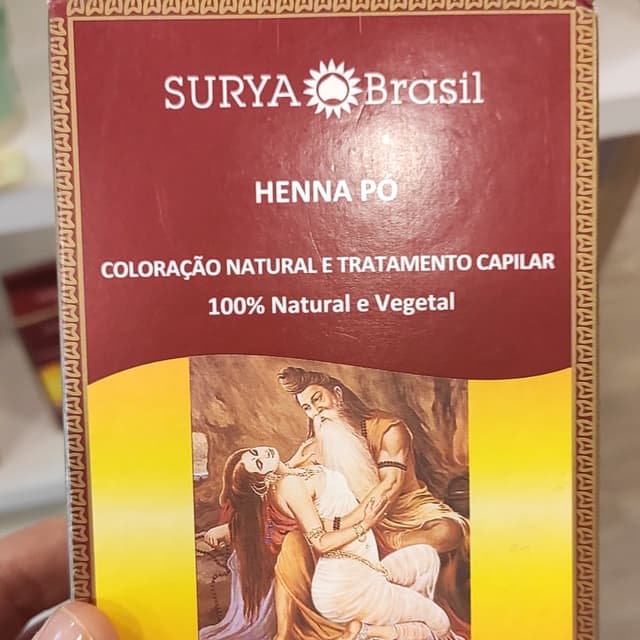 SURYA Brasil
HENNA PÓ
COLORAÇÃO NATURAL E TRATAMENTO CAPILAR
100% Natural e Vegetal